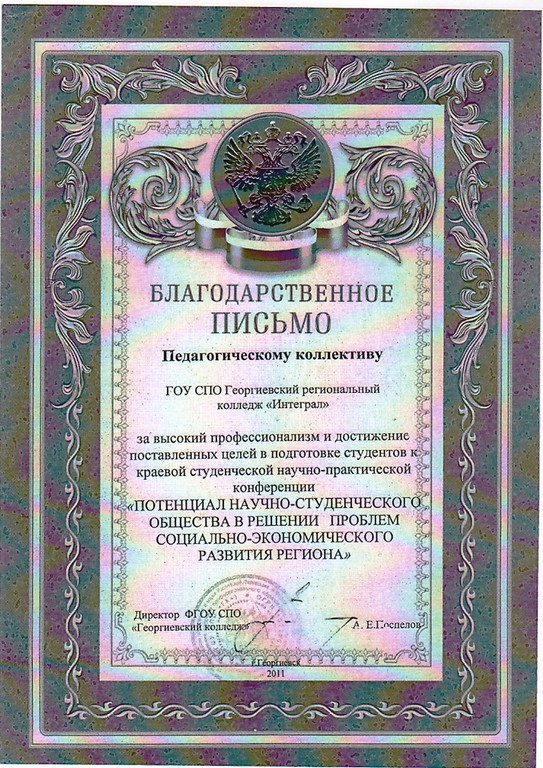 БЛАГОДАРСТВЕННОЕ
ПИСЬМО
Педагогическому коллективу
ГОУ СПО Георгиевский региональный
колледж «Интеграл»
за высокий профессионализм и достижение
поставленных целей в подготовке студентов к
краевой студенческой научно-практической
конференции
«ПОТЕНЦИАЛ НАУЧНО-СТУДЕНЧЕСКОГО
ОБЩЕСТВА В РЕШЕНИИ ПРОБЛЕМ
СОЦИАЛЬНО-ЭКОНОМИЧЕСКОГО
РАЗВИТИЯ РЕГИОНА»
Директор ФГОУ СПО
«Георгиевский колледж» А. Е.Поспелов
г.Георгиевск
2011